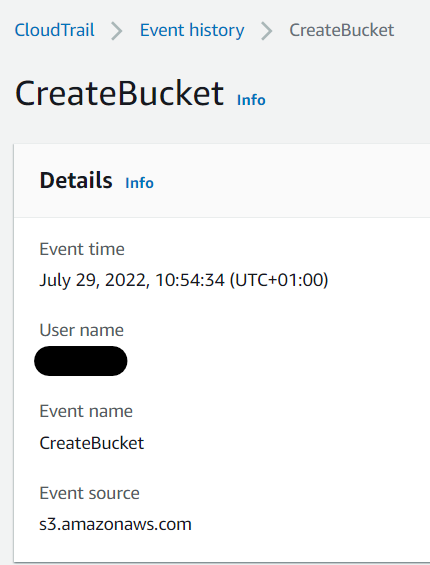 CloudTrail > Event history > CreateBucket
CreateBucket Info
Details Info
Event time
July 29, 2022, 10:54:34 (UTC+01:00)
User name
Event name
CreateBucket
Event source
s3.amazonaws.com